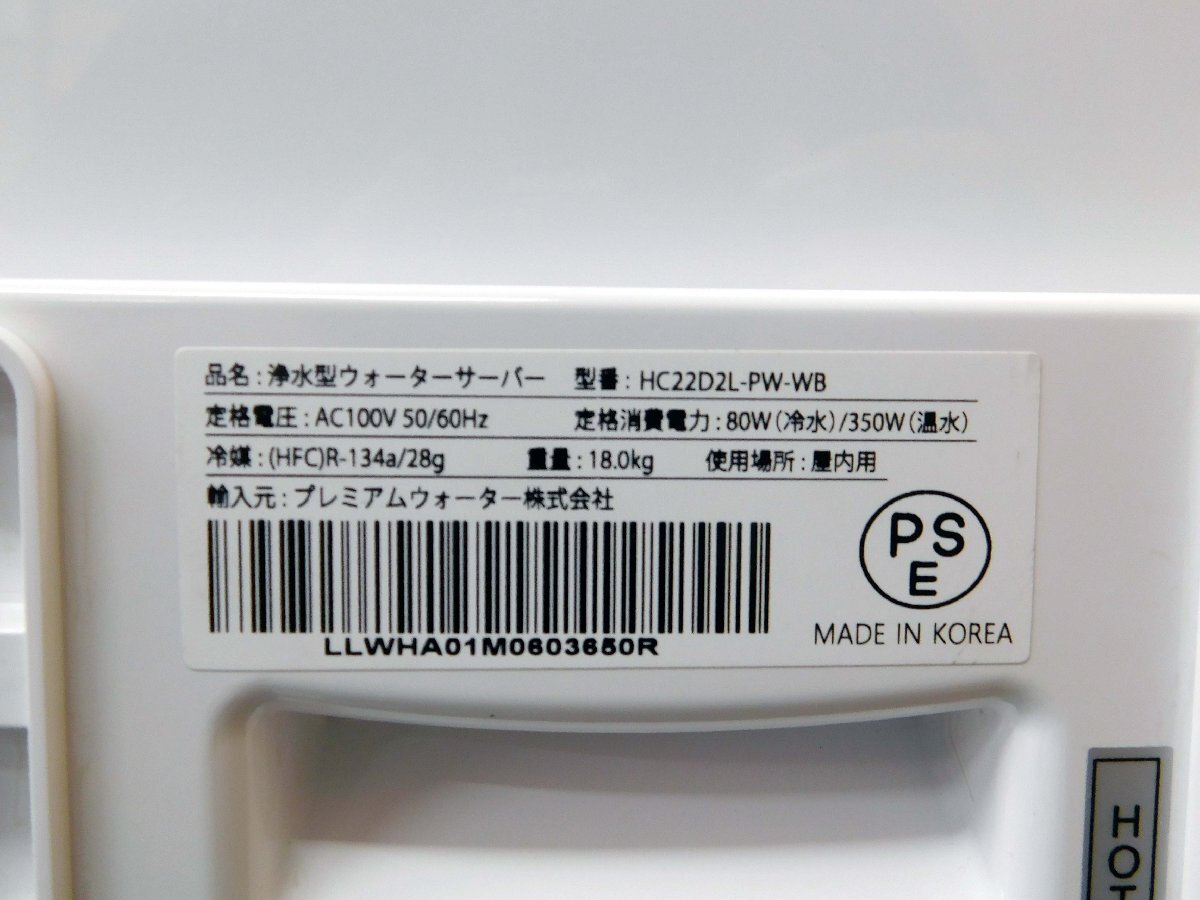 品名：浄水型ウォーターサーバー　型番：HC22D2L-PW-WB
定格電圧：AC100V 50/60Hz　定格消費電力：80W（冷水）/350W（温水）
冷媒：(HFC)R-134a/28g　重量：18.0kg　使用場所：屋内用
輸入元：プレミアムウォーター株式会社
PS
E
LLWHA01M0603650R
MADE IN KOREA
HOT